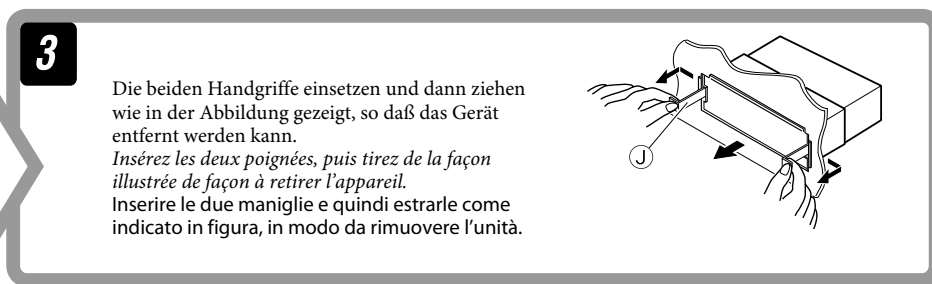 3
Die beiden Handgriffe einsetzen und dann ziehen
wie in der Abbildung gezeigt, so daß das Gerät
entfernt werden kann.
Insérez les deux poignées, puis tirez de la façon
illustrée de façon à retirer l'appareil.
Inserire le due maniglie e quindi estrarle come
indicato in figura, in modo da rimuovere l'unità.
J